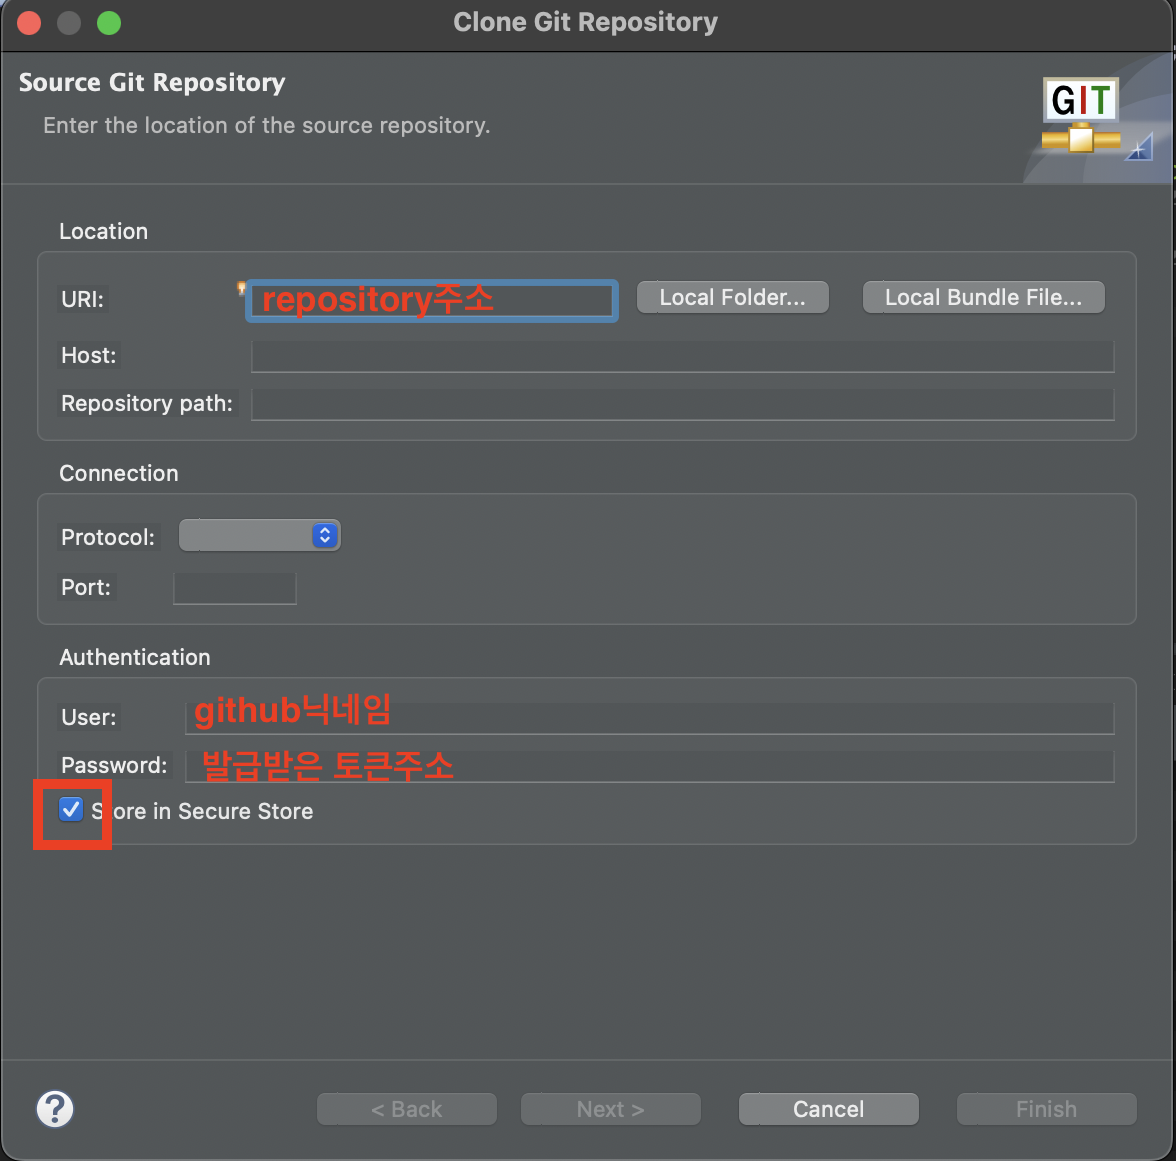 Clone Git Repository
Source Git Repository
Enter the location of the source repository.
GIT
Location
URI: repository주소 Local Folder... Local Bundle File...
Host:
Repository path:
Connection
Protocol:
Port:
Authentication
User: github닉네임
Password: 발급받은 토큰주소
Store in Secure Store
? < Back Next > Cancel Finish